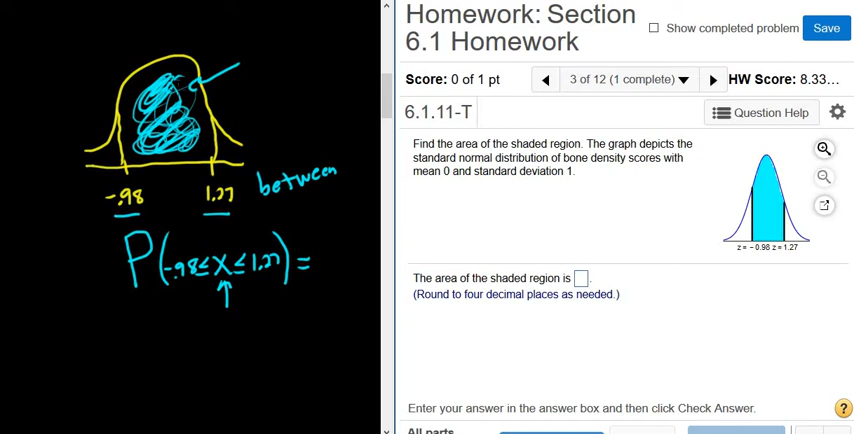 -.98
1.27
between
P(-.98≤X≤1.27)=
Homework: Section
6.1 Homework
Show completed problem
Save
Score: 0 of 1 pt
3 of 12 (1 complete)
HW Score: 8.33...
6.1.11-T
Question Help
Find the area of the shaded region. The graph depicts the
standard normal distribution of bone density scores with
mean 0 and standard deviation 1.
z = - 0.98 z = 1.27
The area of the shaded region is .
(Round to four decimal places as needed.)
Enter your answer in the answer box and then click Check Answer.
?
All parts